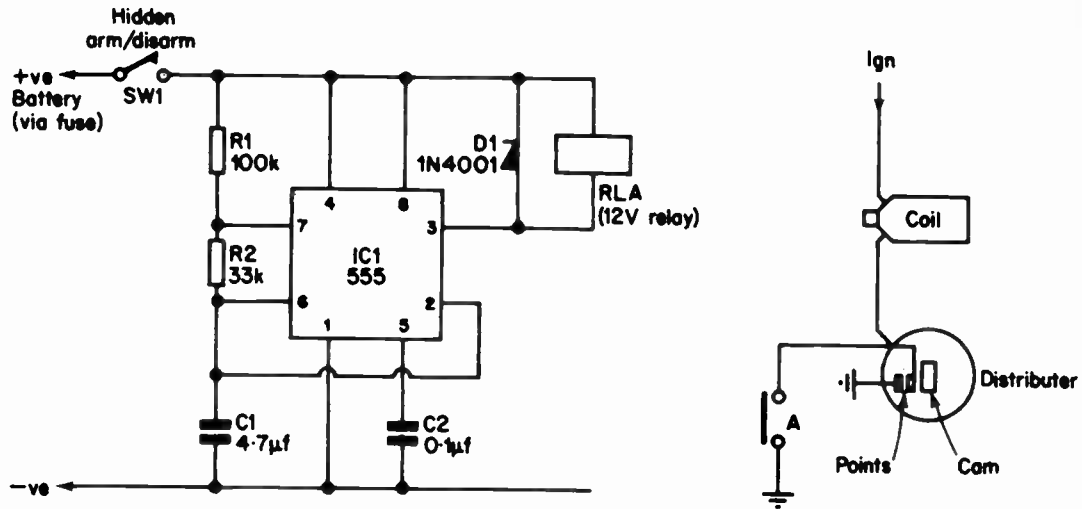 Hidden
arm/disarm
+ve
Battery
(via fuse)
SW1
R1
100k
R2
33k
4
8
7
3
IC1
555
6
2
1
5
D1
1N4001
RLA
(12V relay)
C1
4·7µf
C2
0·1µf
-ve
Ign
Coil
Distributer
A
Points
Cam